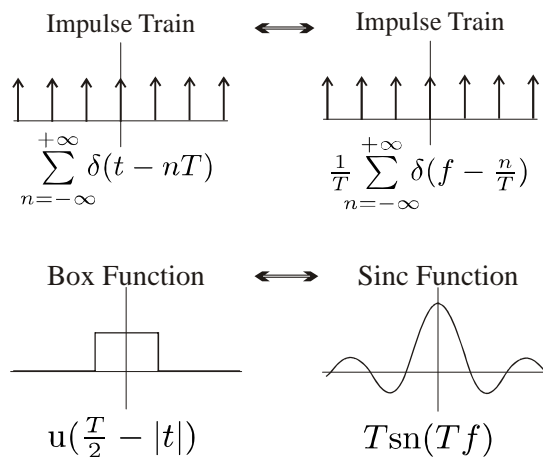 Impulse Train ⟺ Impulse Train
+∞ ∑ n=−∞ δ(t − nT)
1/T +∞ ∑ n=−∞ δ(f − n/T)
Box Function ⟺ Sinc Function
u(T/2 − |t|)
Tsn(Tf)